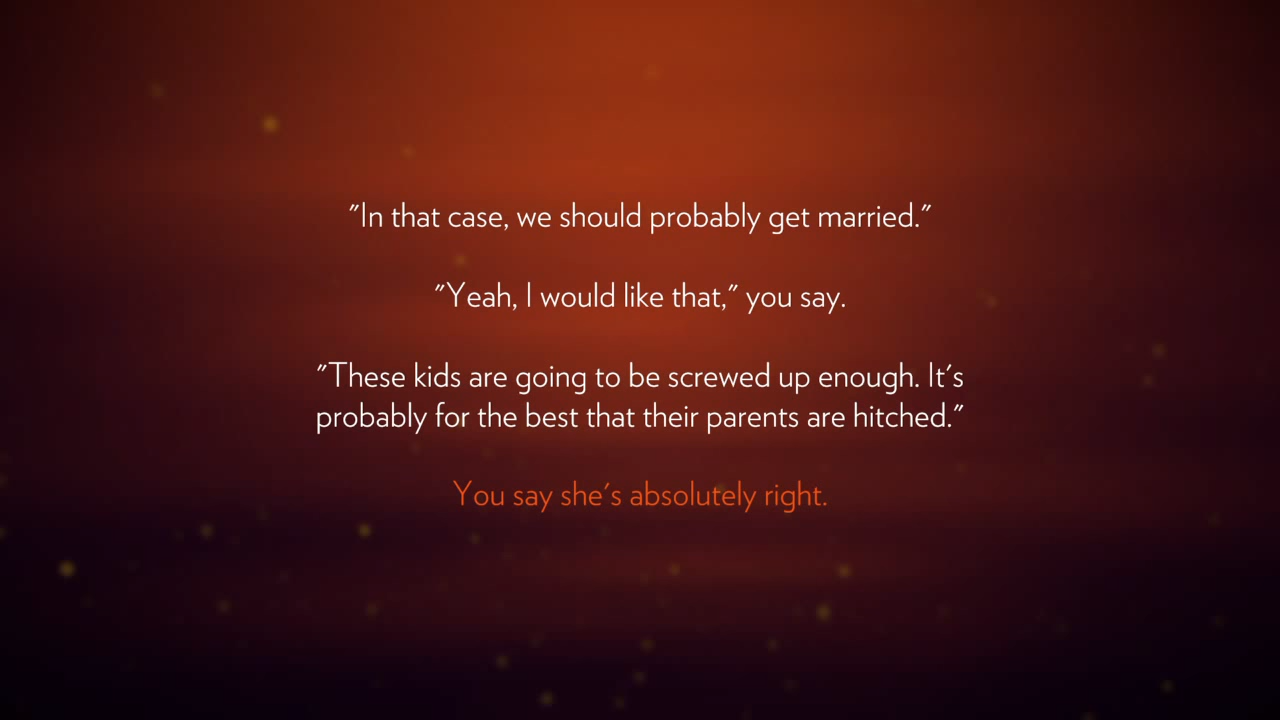 "In that case, we should probably get married."
"Yeah, I would like that," you say.
"These kids are going to be screwed up enough. It's
probably for the best that their parents are hitched."
You say she's absolutely right.